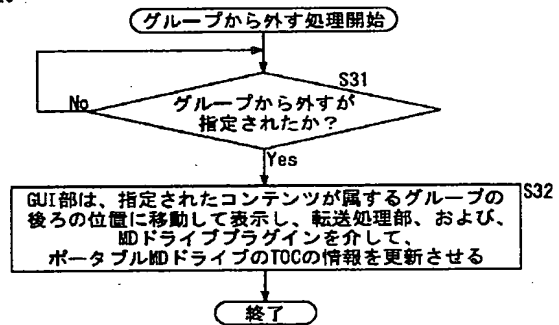 グループから外す処理開始
S31
グループから外すが
指定されたか?
No
Yes
S32
GUI部は、指定されたコンテンツが属するグループの
後ろの位置に移動して表示し、転送処理部、および、
MDドライブプラグインを介して、
ポータブルMDドライブのTOCの情報を更新させる
終了